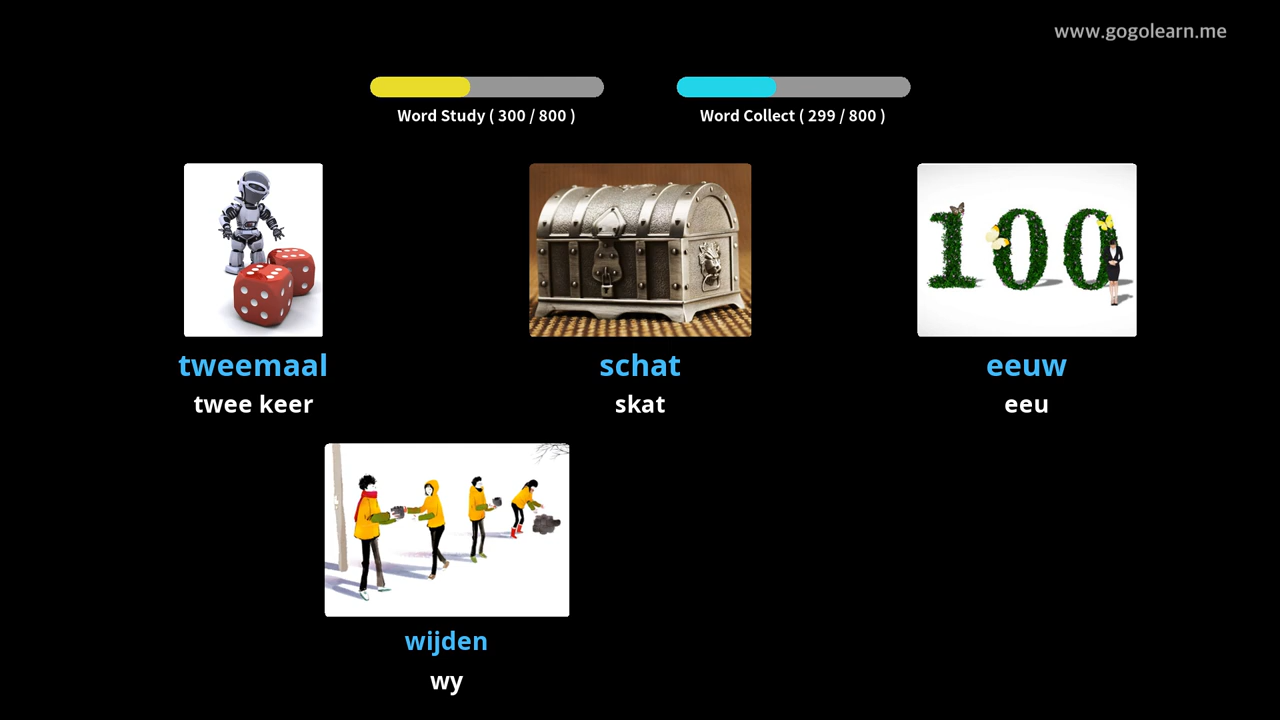 www.gogolearn.me
Word Study ( 300 / 800 )
Word Collect ( 299 / 800 )
tweemaal
twee keer
schat
skat
eeuw
eeu
100
wijden
wy